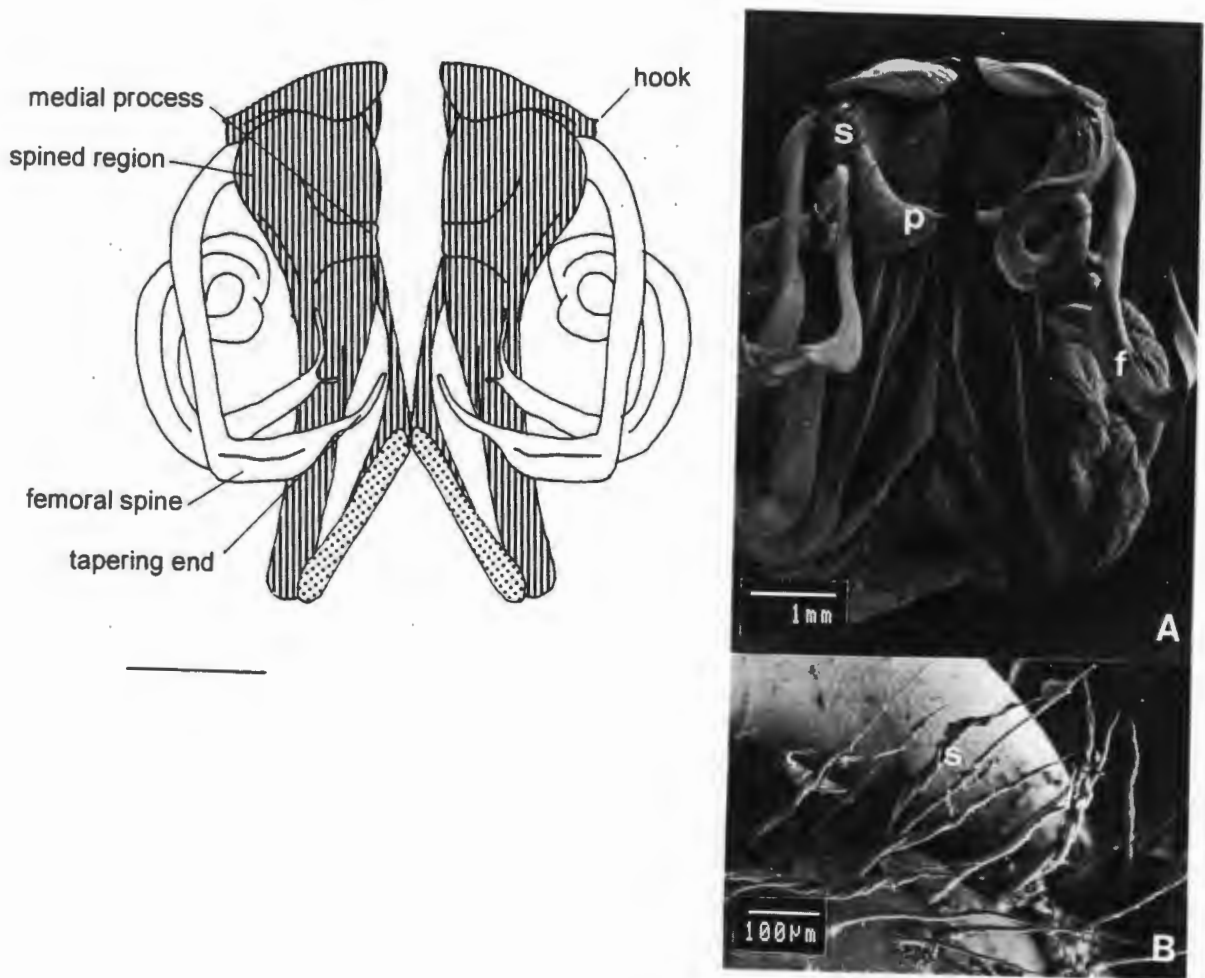 medial process
hook
spined region
femoral spine
tapering end
s
p
f
1mm
A
s
100µm
B